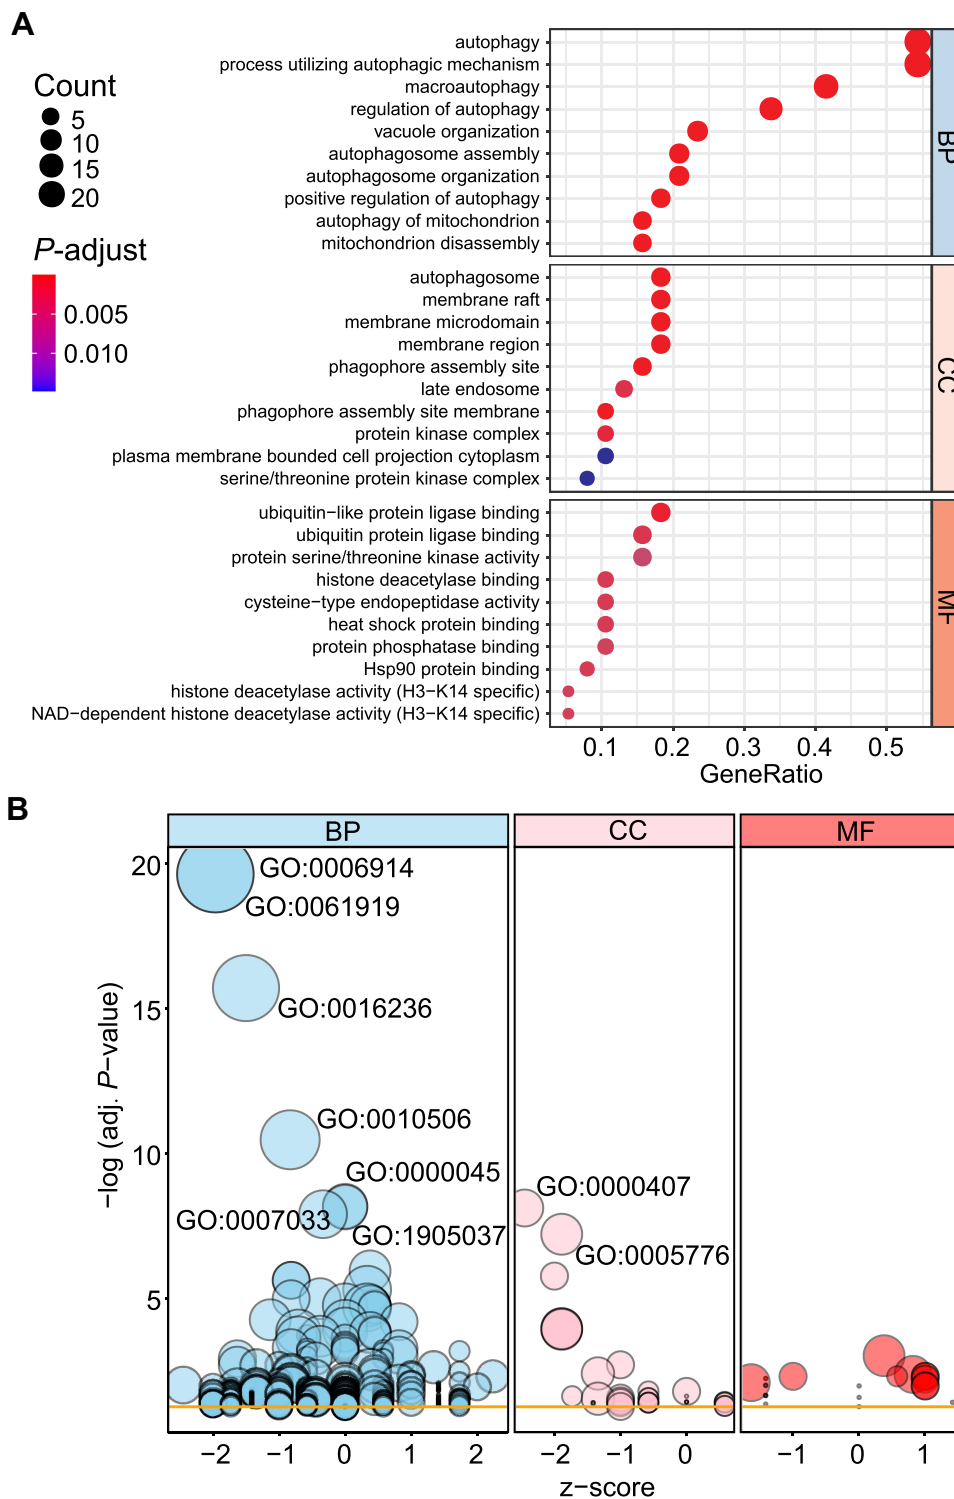 A
Count
5
10
15
20
P-adjust
0.005
0.010
autophagy
process utilizing autophagic mechanism
macroautophagy
regulation of autophagy
vacuole organization
autophagosome assembly
autophagosome organization
positive regulation of autophagy
autophagy of mitochondrion
mitochondrion disassembly
BP
autophagosome
membrane raft
membrane microdomain
membrane region
phagophore assembly site
late endosome
phagophore assembly site membrane
protein kinase complex
plasma membrane bounded cell projection cytoplasm
serine/threonine protein kinase complex
CC
ubiquitin−like protein ligase binding
ubiquitin protein ligase binding
protein serine/threonine kinase activity
histone deacetylase binding
cysteine−type endopeptidase activity
heat shock protein binding
protein phosphatase binding
Hsp90 protein binding
histone deacetylase activity (H3−K14 specific)
NAD−dependent histone deacetylase activity (H3−K14 specific)
MF
0.1 0.2 0.3 0.4 0.5
GeneRatio
B
BP CC MF
−log (adj. P−value)
20
15
10
5
GO:0006914
GO:0061919
GO:0016236
GO:0010506
GO:0000045
GO:0007033
GO:1905037
GO:0000407
GO:0005776
−2 −1 0 1 2 −2 −1 0 −1 0 1
z−score